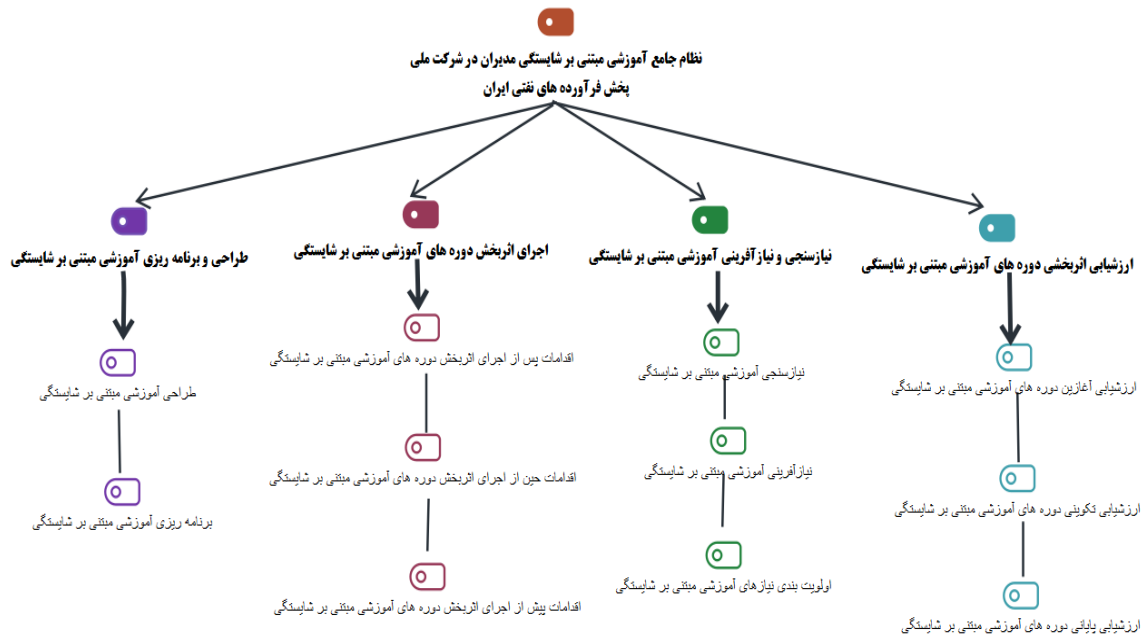 نظام جامع آموزشی مبتنی بر شایستگی مدیران در شرکت ملی
پخش فرآورده های نفتی ایران
ارزشیابی اثربخشی دوره های آموزشی مبتنی بر شایستگی
ارزشیابی آغازین دوره های آموزشی مبتنی بر شایستگی
ارزشیابی تکوینی دوره های آموزشی مبتنی بر شایستگی
ارزشیابی پایانی دوره های آموزشی مبتنی بر شایستگی
نیازسنجی و نیازآفرینی آموزشی مبتنی بر شایستگی
نیازسنجی آموزشی مبتنی بر شایستگی
نیازآفرینی آموزشی مبتنی بر شایستگی
اولویت بندی نیازهای آموزشی مبتنی بر شایستگی
اجرای اثربخش دوره های آموزشی مبتنی بر شایستگی
اقدامات پس از اجرای اثربخش دوره های آموزشی مبتنی بر شایستگی
اقدامات حین از اجرای اثربخش دوره های آموزشی مبتنی بر شایستگی
اقدامات پیش از اجرای اثربخش دوره های آموزشی مبتنی بر شایستگی
طراحی و برنامه ریزی آموزشی مبتنی بر شایستگی
طراحی آموزشی مبتنی بر شایستگی
برنامه ریزی آموزشی مبتنی بر شایستگی